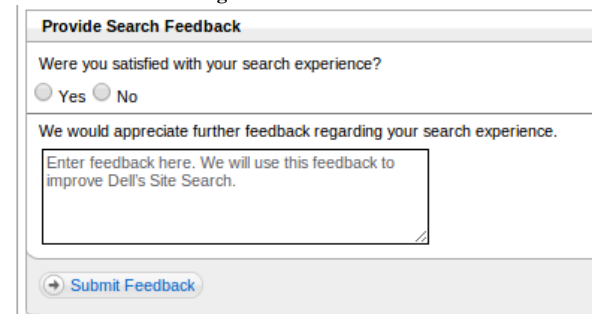 Provide Search Feedback
Were you satisfied with your search experience?
Yes No
We would appreciate further feedback regarding your search experience.
Enter feedback here. We will use this feedback to
improve Dell's Site Search.
Submit Feedback